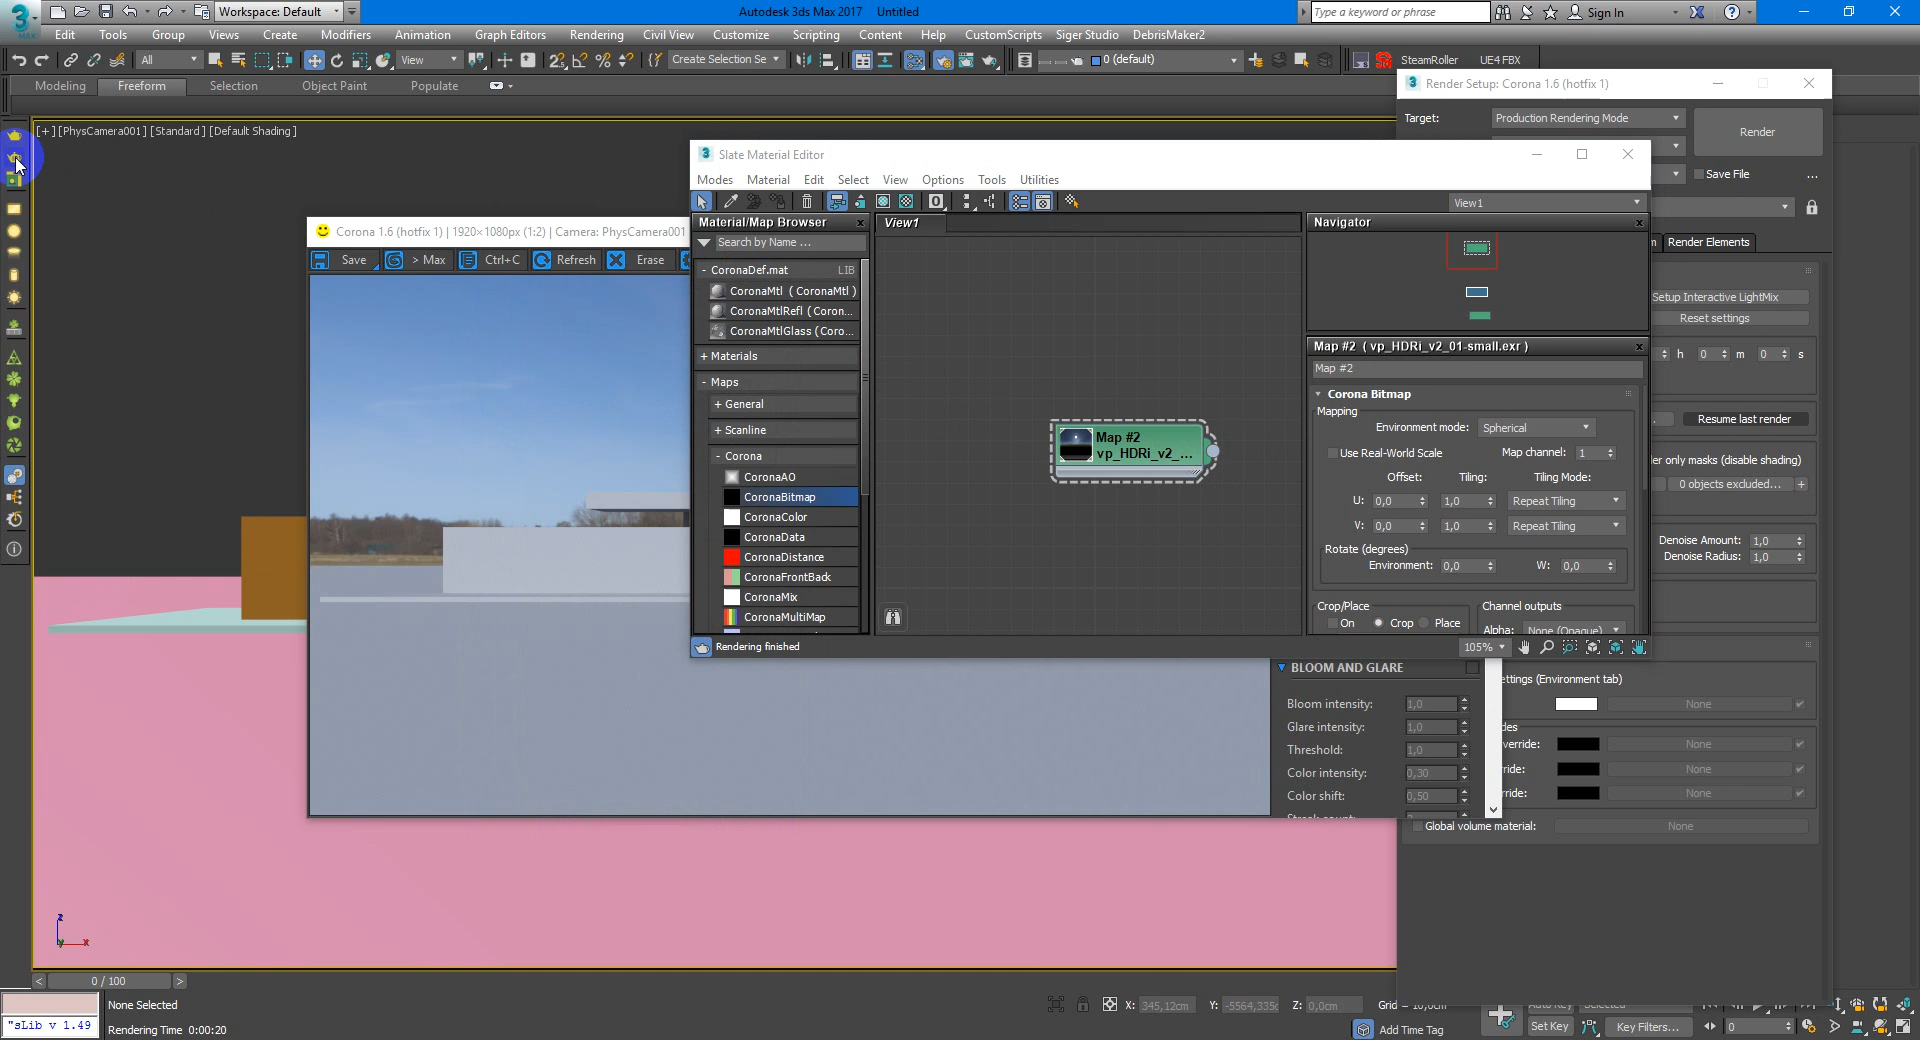 Workspace: Default
Autodesk 3ds Max 2017 Untitled
Type a keyword or phrase
Sign In
Edit Tools Group Views Create Modifiers Animation Graph Editors Rendering Civil View Customize Scripting Content Help CustomScripts Siger Studio DebrisMaker2
All View Create Selection Se 0 (default) SteamRoller UE4 FBX
Modeling Freeform Selection Object Paint Populate
[+] [PhysCamera001] [Standard] [Default Shading]
Render Setup: Corona 1.6 (hotfix 1)
Target: Production Rendering Mode Render
Save File ...
Render Elements
Setup Interactive LightMix
Reset settings
h 0 m 0 s
Resume last render
er only masks (disable shading)
0 objects excluded... +
Denoise Amount: 1,0
Denoise Radius: 1,0
ettings (Environment tab)
None
des
verride: None
ride: None
ride: None
Global volume material: None
Slate Material Editor
Modes Material Edit Select View Options Tools Utilities
View1
Material/Map Browser
Search by Name ...
- CoronaDef.mat LIB
CoronaMtl ( CoronaMtl )
CoronaMtlRefl ( Coron...
CoronaMtlGlass ( Coro...
+ Materials
- Maps
+ General
+ Scanline
- Corona
CoronaAO
CoronaBitmap
CoronaColor
CoronaData
CoronaDistance
CoronaFrontBack
CoronaMix
CoronaMultiMap
View1
Map #2
vp_HDRi_v2_...
Navigator
Map #2 ( vp_HDRi_v2_01-small.exr )
Map #2
Corona Bitmap
Mapping
Environment mode: Spherical
Use Real-World Scale Map channel: 1
Offset: Tiling: Tiling Mode:
U: 0,0 1,0 Repeat Tiling
V: 0,0 1,0 Repeat Tiling
Rotate (degrees)
Environment: 0,0 W: 0,0
Crop/Place Channel outputs
On Crop Place Alpha: None (Opaque)
Rendering finished
105%
Corona 1.6 (hotfix 1) | 1920×1080px (1:2) | Camera: PhysCamera001
Save > Max Ctrl+C Refresh Erase
BLOOM AND GLARE
Bloom intensity: 1,0
Glare intensity: 1,0
Threshold: 1,0
Color intensity: 0,30
Color shift: 0,50
z
x
0 / 100
None Selected
"sLib v 1.49
Rendering Time 0:00:20
X: 345,12cm Y: -5564,335c Z: 0,0cm Grid = 10,0cm
Add Time Tag
Auto Key Selected
Set Key Key Filters... 0